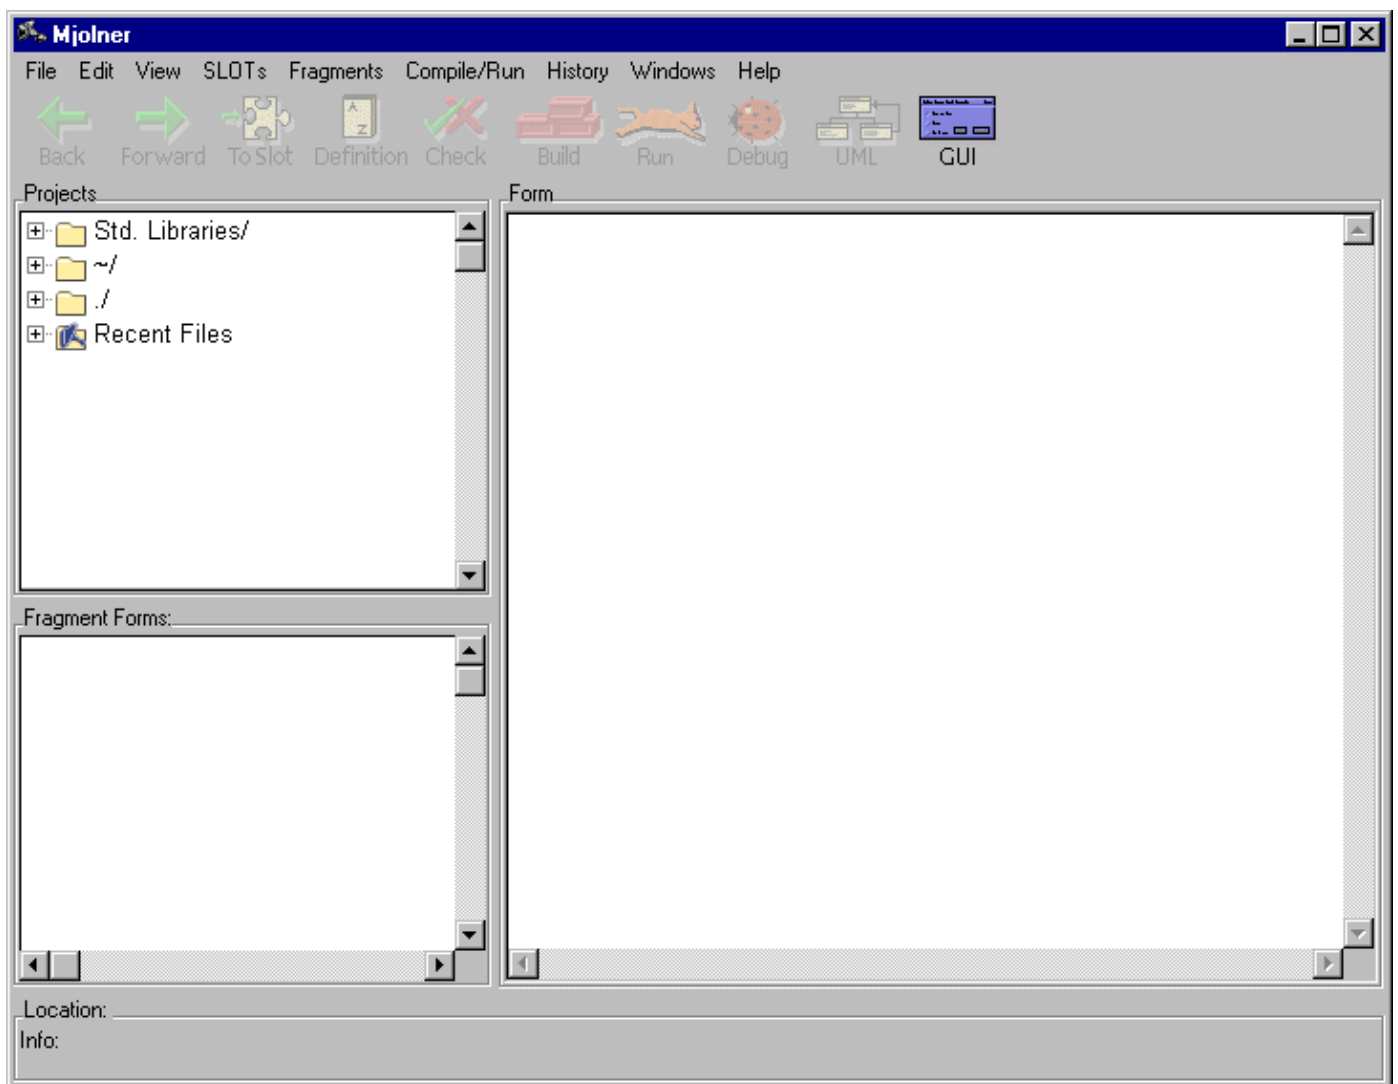 Mjolner
File Edit View SLOTs Fragments Compile/Run History Windows Help
Back Forward To Slot Definition Check Build Run Debug UML GUI
Projects
Std. Libraries/
~/
./
Recent Files
Form
Fragment Forms:
Location:
Info: